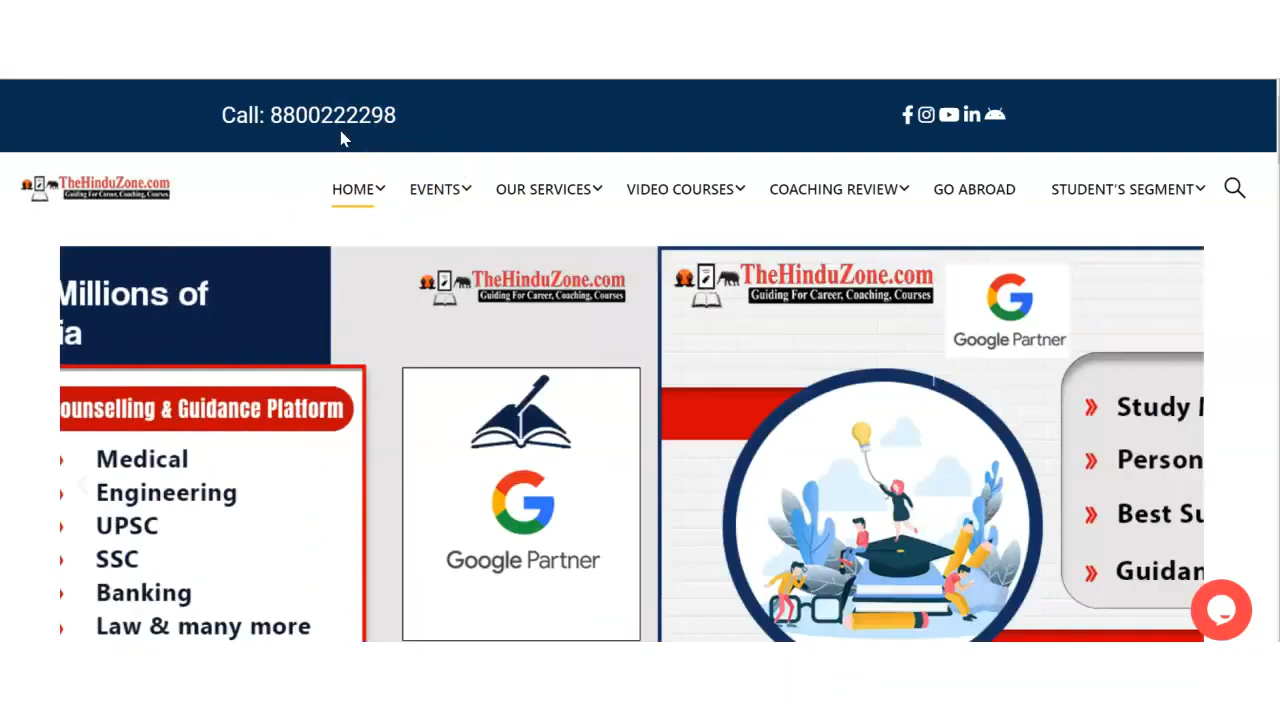 Call: 8800222298
TheHinduZone.com
Guiding For Career, Coaching, Courses
HOME EVENTS OUR SERVICES VIDEO COURSES COACHING REVIEW GO ABROAD STUDENT'S SEGMENT
Millions of
ounselling & Guidance Platform
Medical
Engineering
UPSC
SSC
Banking
Law & many more
TheHinduZone.com
Guiding For Career, Coaching, Courses
Google Partner
TheHinduZone.com
Guiding For Career, Coaching, Courses
Google Partner
Study
Person
Best Su
Guidan